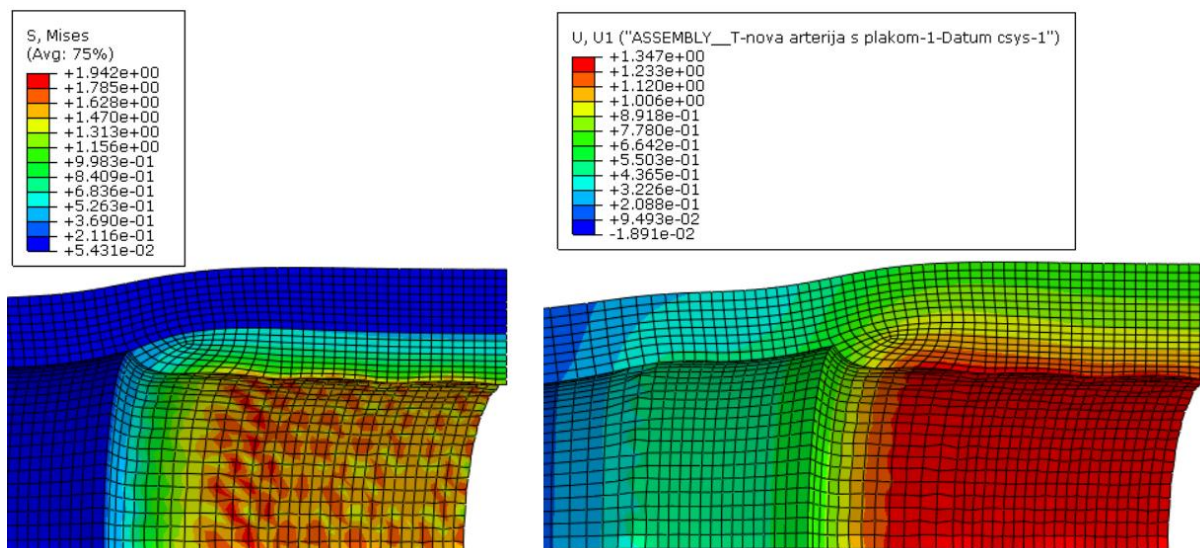 S, Mises
(Avg: 75%)
+1.942e+00
+1.785e+00
+1.628e+00
+1.470e+00
+1.313e+00
+1.156e+00
+9.983e-01
+8.409e-01
+6.836e-01
+5.263e-01
+3.690e-01
+2.116e-01
+5.431e-02
U, U1 ("ASSEMBLY__T-nova arterija s plakom-1-Datum csys-1")
+1.347e+00
+1.233e+00
+1.120e+00
+1.006e+00
+8.918e-01
+7.780e-01
+6.642e-01
+5.503e-01
+4.365e-01
+3.226e-01
+2.088e-01
+9.493e-02
-1.891e-02